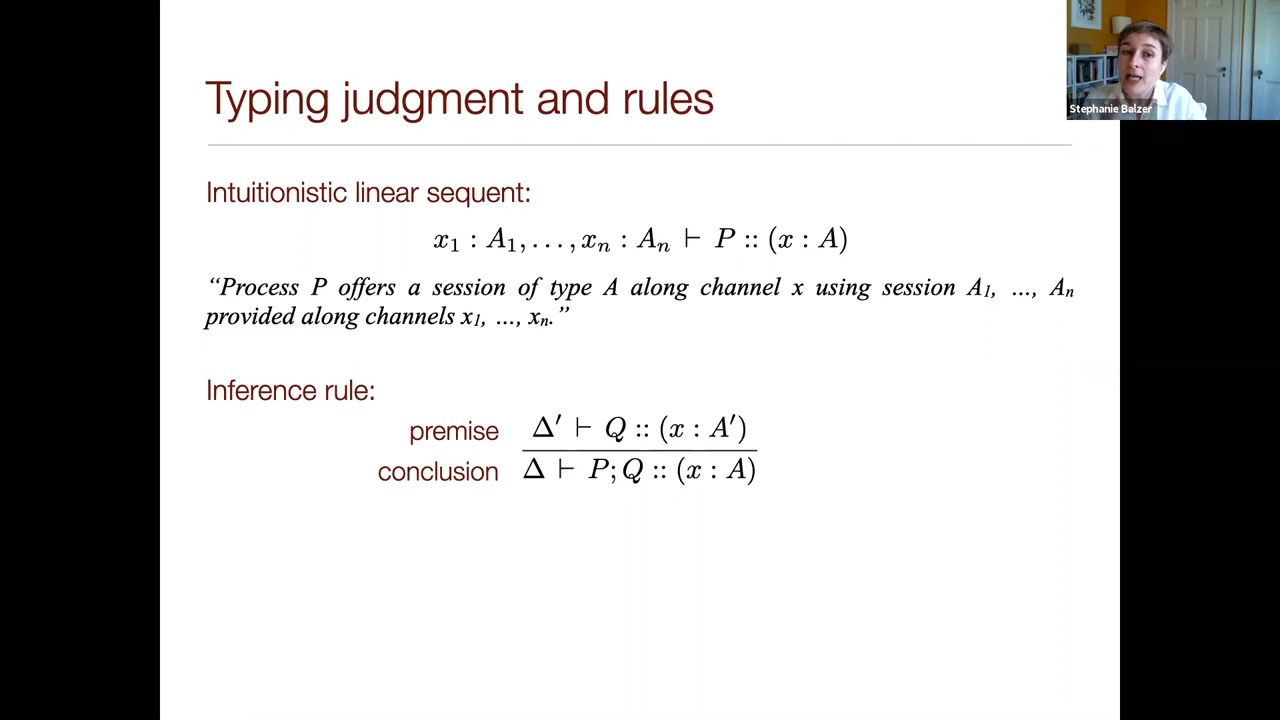 Typing judgment and rules
Stephanie Balzer
Intuitionistic linear sequent:
x₁ : A₁, . . . , xₙ : Aₙ ⊢ P :: (x : A)
“Process P offers a session of type A along channel x using session A₁, ..., Aₙ
provided along channels x₁, ..., xₙ.”
Inference rule:
premise Δ′ ⊢ Q :: (x : A′)
conclusion Δ ⊢ P; Q :: (x : A)